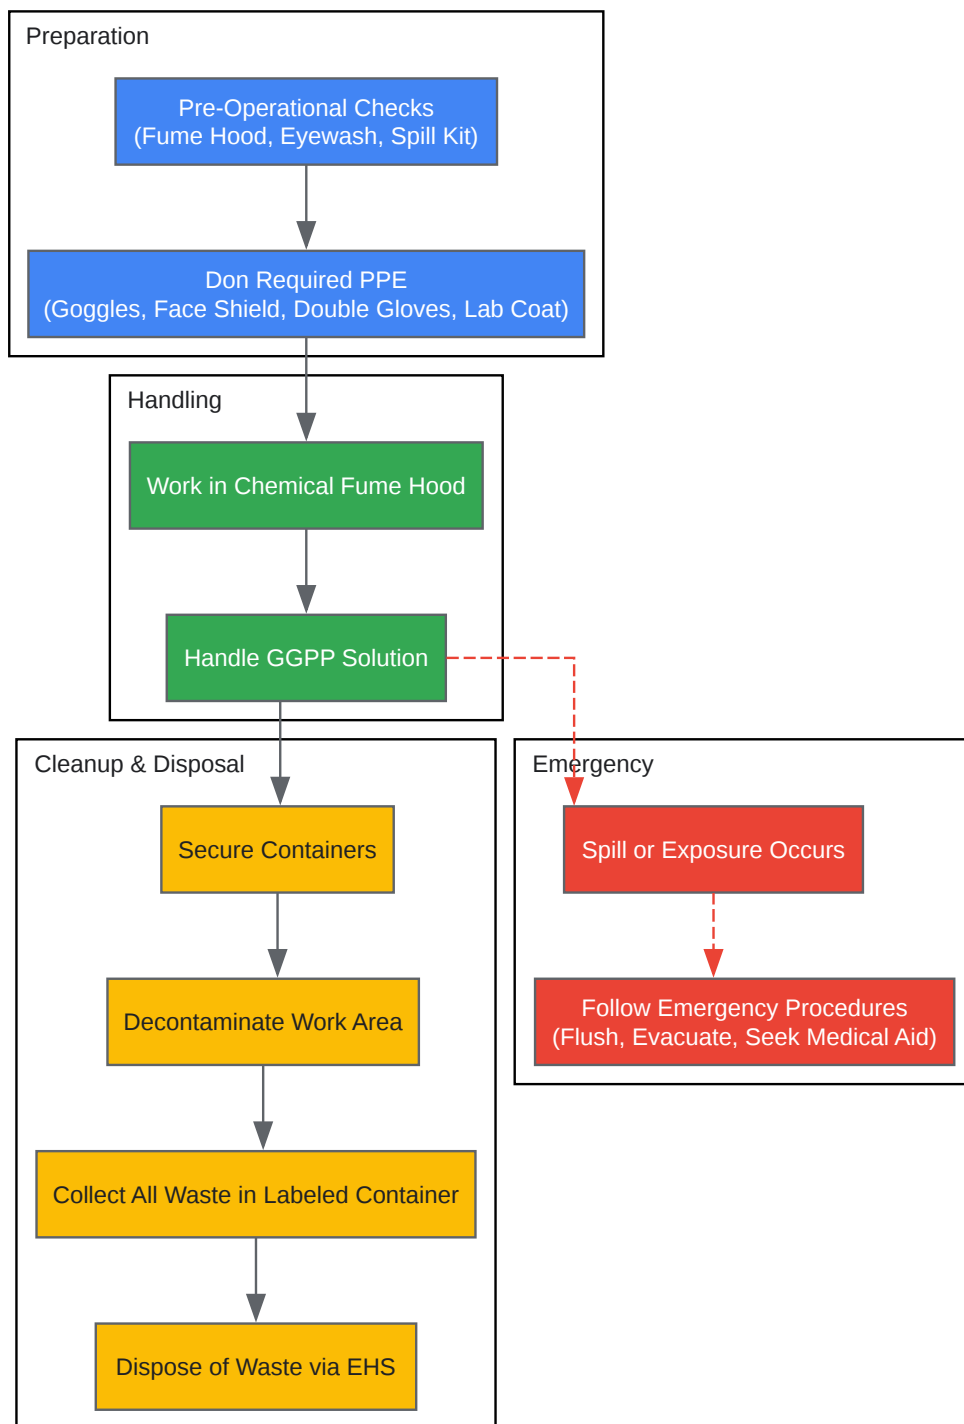 Preparation
Pre-Operational Checks
(Fume Hood, Eyewash, Spill Kit)
Don Required PPE
(Goggles, Face Shield, Double Gloves, Lab Coat)
Handling
Work in Chemical Fume Hood
Handle GGPP Solution
Cleanup & Disposal
Secure Containers
Decontaminate Work Area
Collect All Waste in Labeled Container
Dispose of Waste via EHS
Emergency
Spill or Exposure Occurs
Follow Emergency Procedures
(Flush, Evacuate, Seek Medical Aid)